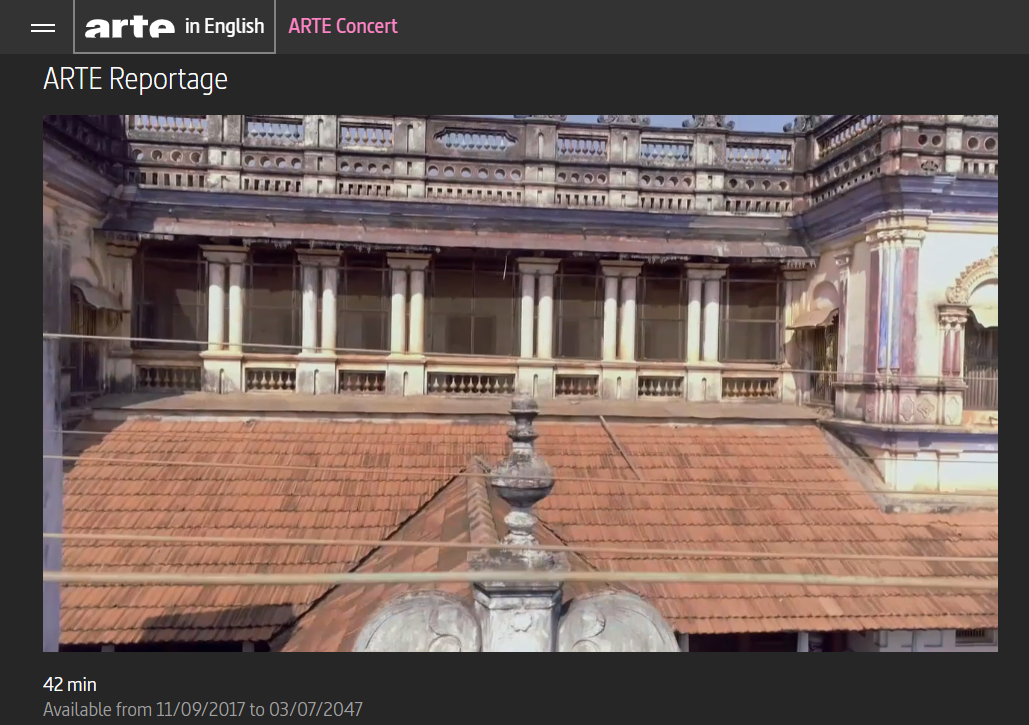 arte in English ARTE Concert
ARTE Reportage
42 min
Available from 11/09/2017 to 03/07/2047